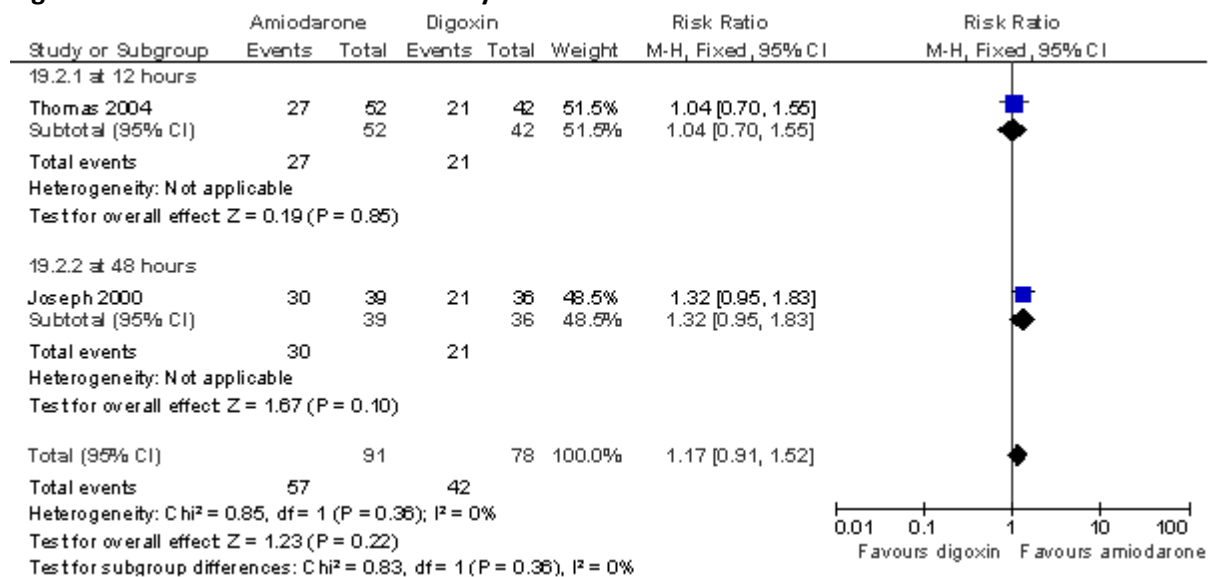 Amiodarone Digoxin Risk Ratio Risk Ratio
Study or Subgroup Events Total Events Total Weight M-H, Fixed, 95% CI M-H, Fixed, 95% CI
19.2.1 at 12 hours
Thomas 2004 27 52 21 42 51.5% 1.04 [0.70, 1.55]
Subtotal (95% CI) 52 42 51.5% 1.04 [0.70, 1.55]
Total events 27 21
Heterogeneity: Not applicable
Test for overall effect: Z = 0.19 (P = 0.85)
19.2.2 at 48 hours
Joseph 2000 30 39 21 36 48.5% 1.32 [0.95, 1.83]
Subtotal (95% CI) 39 36 48.5% 1.32 [0.95, 1.83]
Total events 30 21
Heterogeneity: Not applicable
Test for overall effect: Z = 1.67 (P = 0.10)
Total (95% CI) 91 78 100.0% 1.17 [0.91, 1.52]
Total events 57 42
Heterogeneity: Chi² = 0.85, df = 1 (P = 0.36); I² = 0%
Test for overall effect: Z = 1.23 (P = 0.22)
Test for subgroup differences: Chi² = 0.83, df = 1 (P = 0.36), I² = 0%
0.01 0.1 1 10 100
Favours digoxin Favours amiodarone